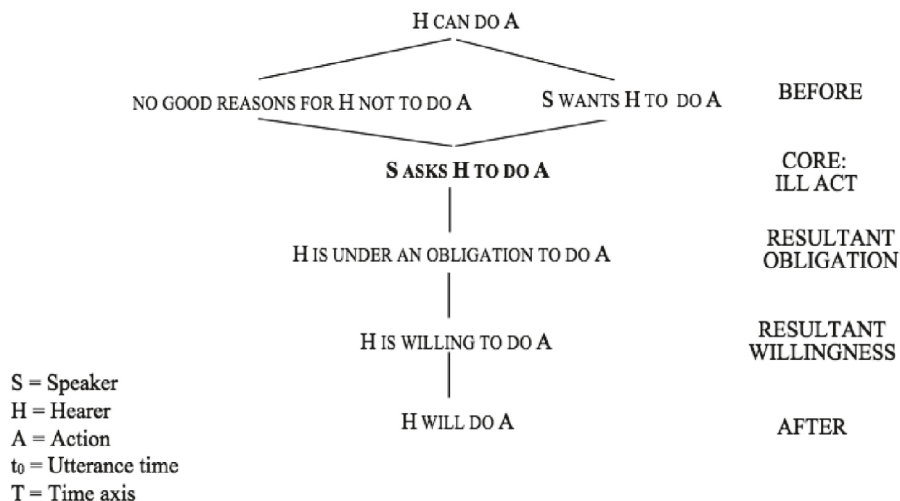 H CAN DO A
NO GOOD REASONS FOR H NOT TO DO A
S WANTS H TO DO A
BEFORE
S ASKS H TO DO A
CORE:
ILL ACT
H IS UNDER AN OBLIGATION TO DO A
RESULTANT
OBLIGATION
H IS WILLING TO DO A
RESULTANT
WILLINGNESS
H WILL DO A
AFTER
S = Speaker
H = Hearer
A = Action
t₀ = Utterance time
T = Time axis